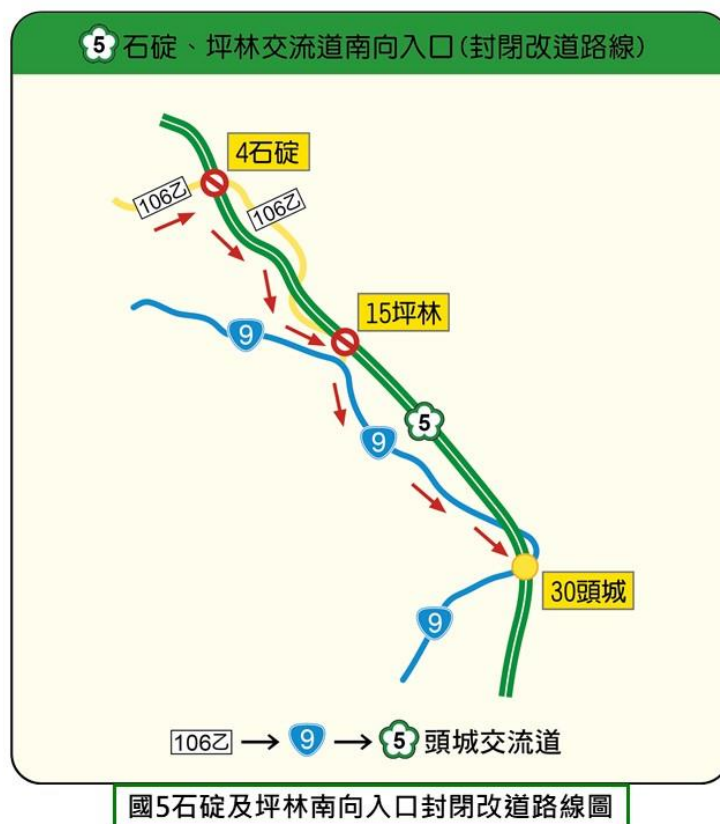 5 石碇、坪林交流道南向入口(封閉改道路線)
4石碇
106乙
106乙
15坪林
9
5
9
30頭城
9
106乙 → 9 → 5 頭城交流道
國5石碇及坪林南向入口封閉改道路線圖